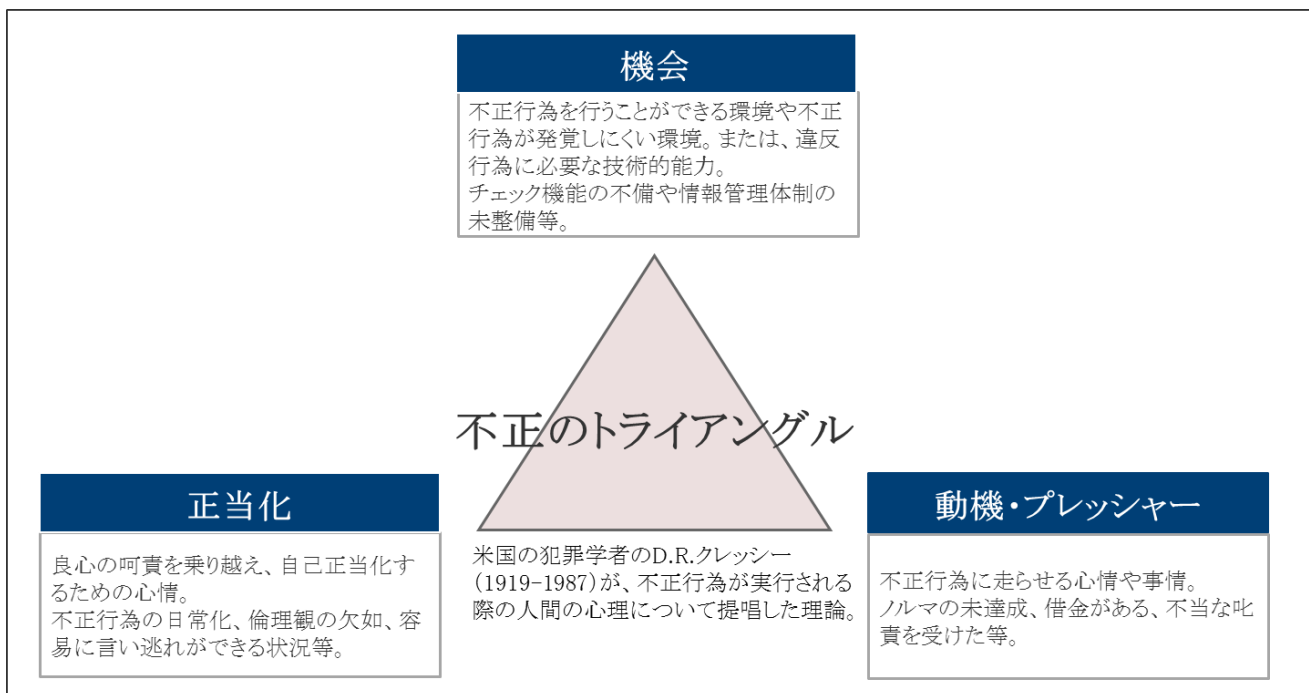 機会
不正行為を行うことができる環境や不正
行為が発覚しにくい環境。または、違反
行為に必要な技術的能力。
チェック機能の不備や情報管理体制の
未整備等。
不正のトライアングル
正当化
良心の呵責を乗り越え、自己正当化す
るための心情。
不正行為の日常化、倫理観の欠如、容
易に言い逃れができる状況等。
米国の犯罪学者のD.R.クレッシー
(1919-1987)が、不正行為が実行される
際の人間の心理について提唱した理論。
動機・プレッシャー
不正行為に走らせる心情や事情。
ノルマの未達成、借金がある、不当な叱
責を受けた等。